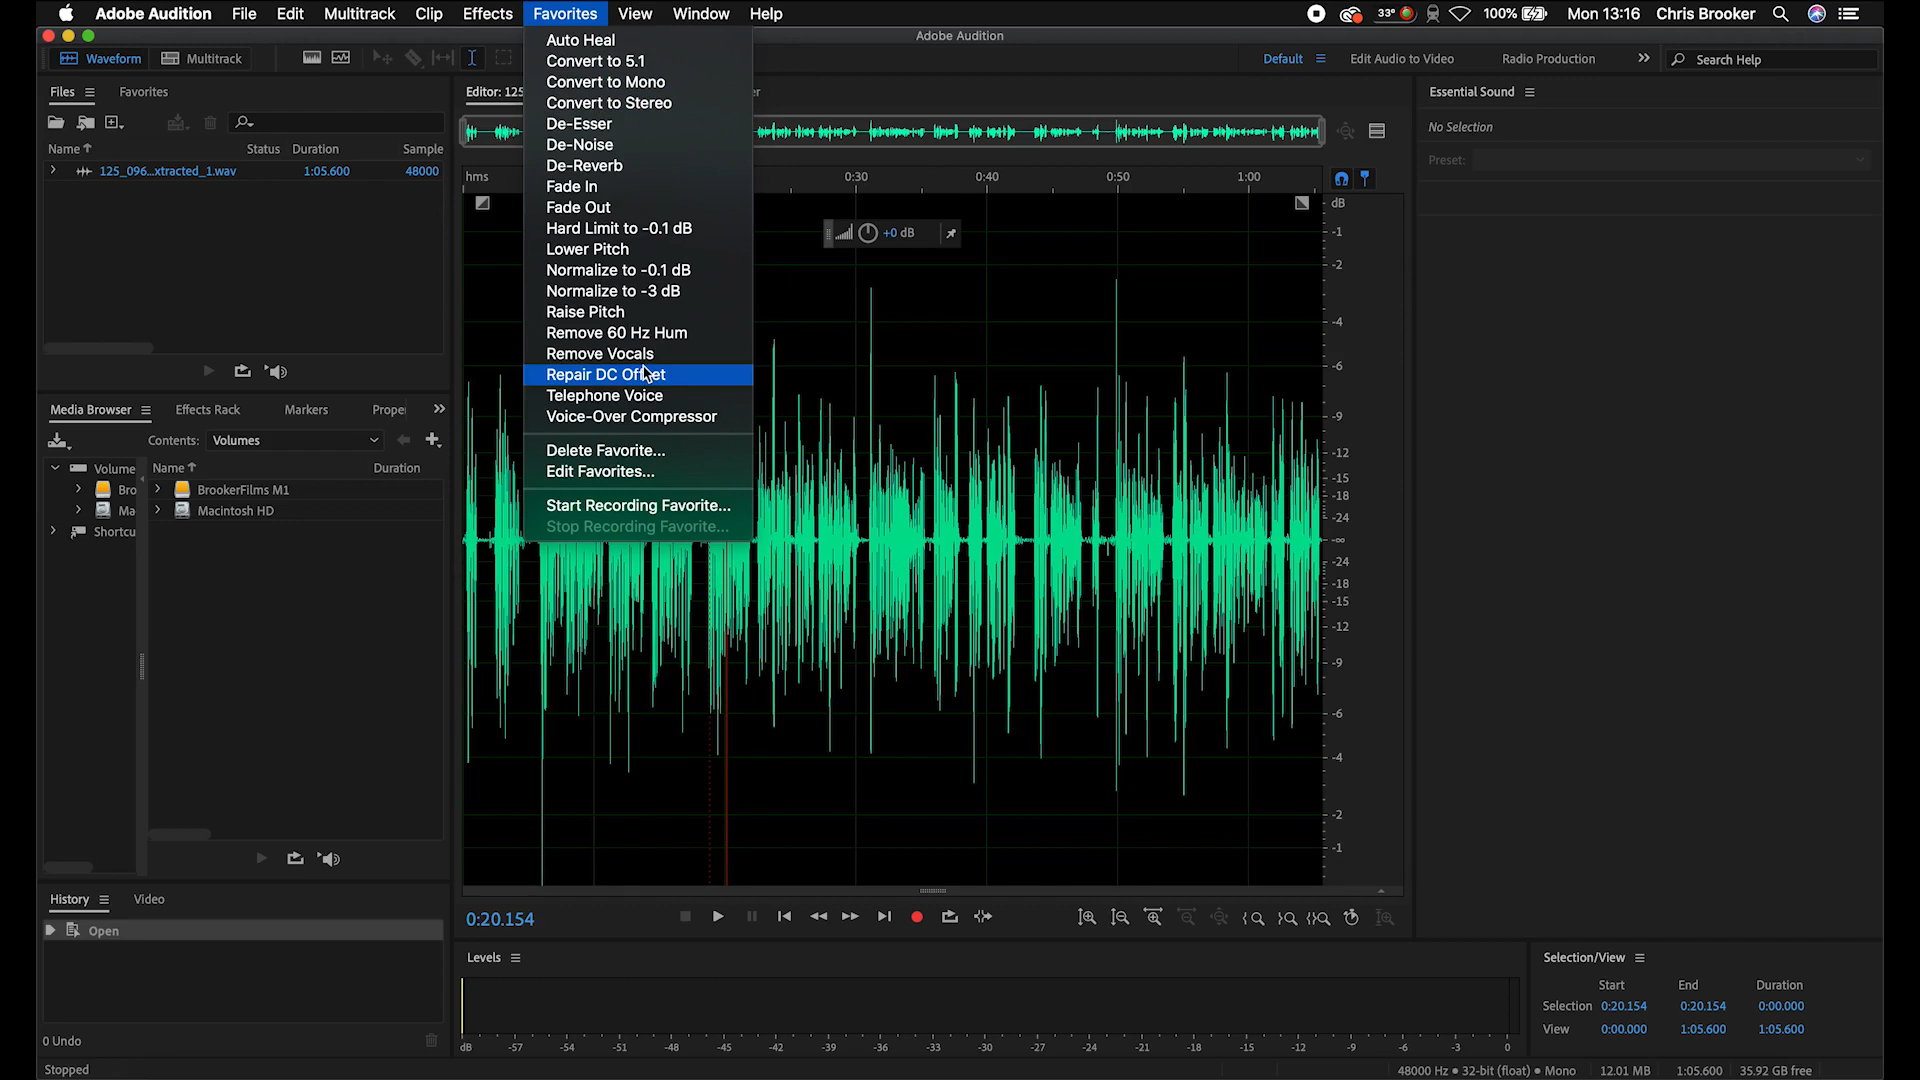 Adobe Audition File Edit Multitrack Clip Effects Favorites View Window Help
33° 100% Mon 13:16 Chris Brooker
Adobe Audition
Waveform Multitrack
Default Edit Audio to Video Radio Production Search Help
Files Favorites
Name Status Duration Sample
125_096...xtracted_1.wav 1:05.600 48000
Auto Heal
Convert to 5.1
Convert to Mono
Convert to Stereo
De-Esser
De-Noise
De-Reverb
Fade In
Fade Out
Hard Limit to -0.1 dB
Lower Pitch
Normalize to -0.1 dB
Normalize to -3 dB
Raise Pitch
Remove 60 Hz Hum
Remove Vocals
Repair DC Offset
Telephone Voice
Voice-Over Compressor
Delete Favorite...
Edit Favorites...
Start Recording Favorite...
Stop Recording Favorite...
Editor: 125
hms 0:30 0:40 0:50 1:00
+0 dB
dB
-1
-2
-4
-6
-9
-12
-15
-18
-24
-∞
-24
-18
-15
-12
-9
-6
-4
-2
-1
Essential Sound
No Selection
Preset:
Media Browser Effects Rack Markers Proper
Contents: Volumes
Volume Name Duration
Bro BrookerFilms M1
Ma Macintosh HD
Shortcu
History Video
Open
0 Undo
Stopped
0:20.154
Levels
dB -57 -54 -51 -48 -45 -42 -39 -36 -33 -30 -27 -24 -21 -18 -15 -12 -9 -6 -3 0
Selection/View
Start End Duration
Selection 0:20.154 0:20.154 0:00.000
View 0:00.000 1:05.600 1:05.600
48000 Hz • 32-bit (float) • Mono 12.01 MB 1:05.600 35.92 GB free